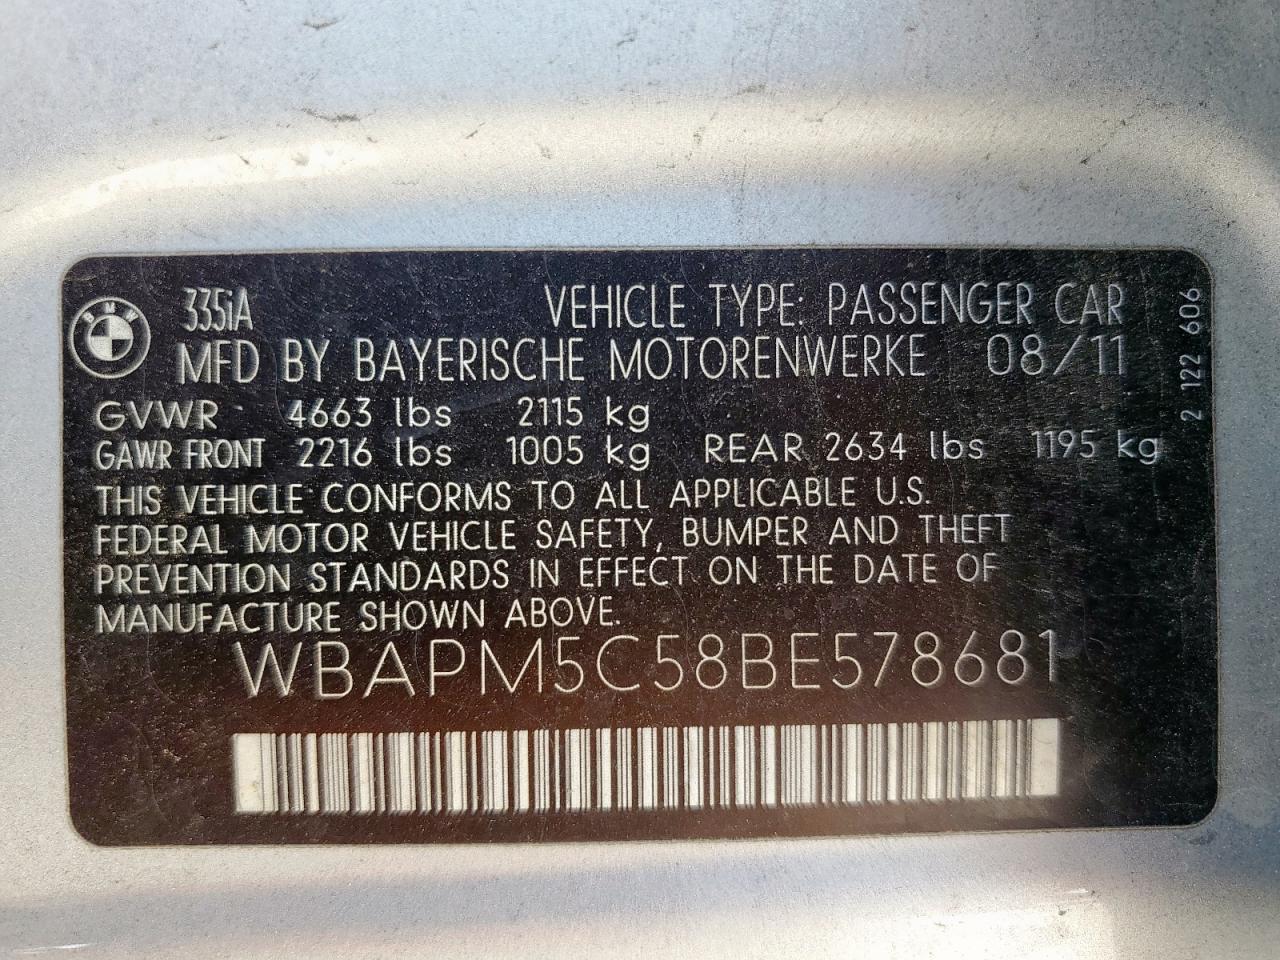 BMW
335iA VEHICLE TYPE: PASSENGER CAR
MFD BY BAYERISCHE MOTORENWERKE 08/11
GVWR 4663 lbs 2115 kg
GAWR FRONT 2216 lbs 1005 kg REAR 2634 lbs 1195 kg
THIS VEHICLE CONFORMS TO ALL APPLICABLE U.S.
FEDERAL MOTOR VEHICLE SAFETY, BUMPER AND THEFT
PREVENTION STANDARDS IN EFFECT ON THE DATE OF
MANUFACTURE SHOWN ABOVE.
WBAPM5C58BE578681
2 122 606